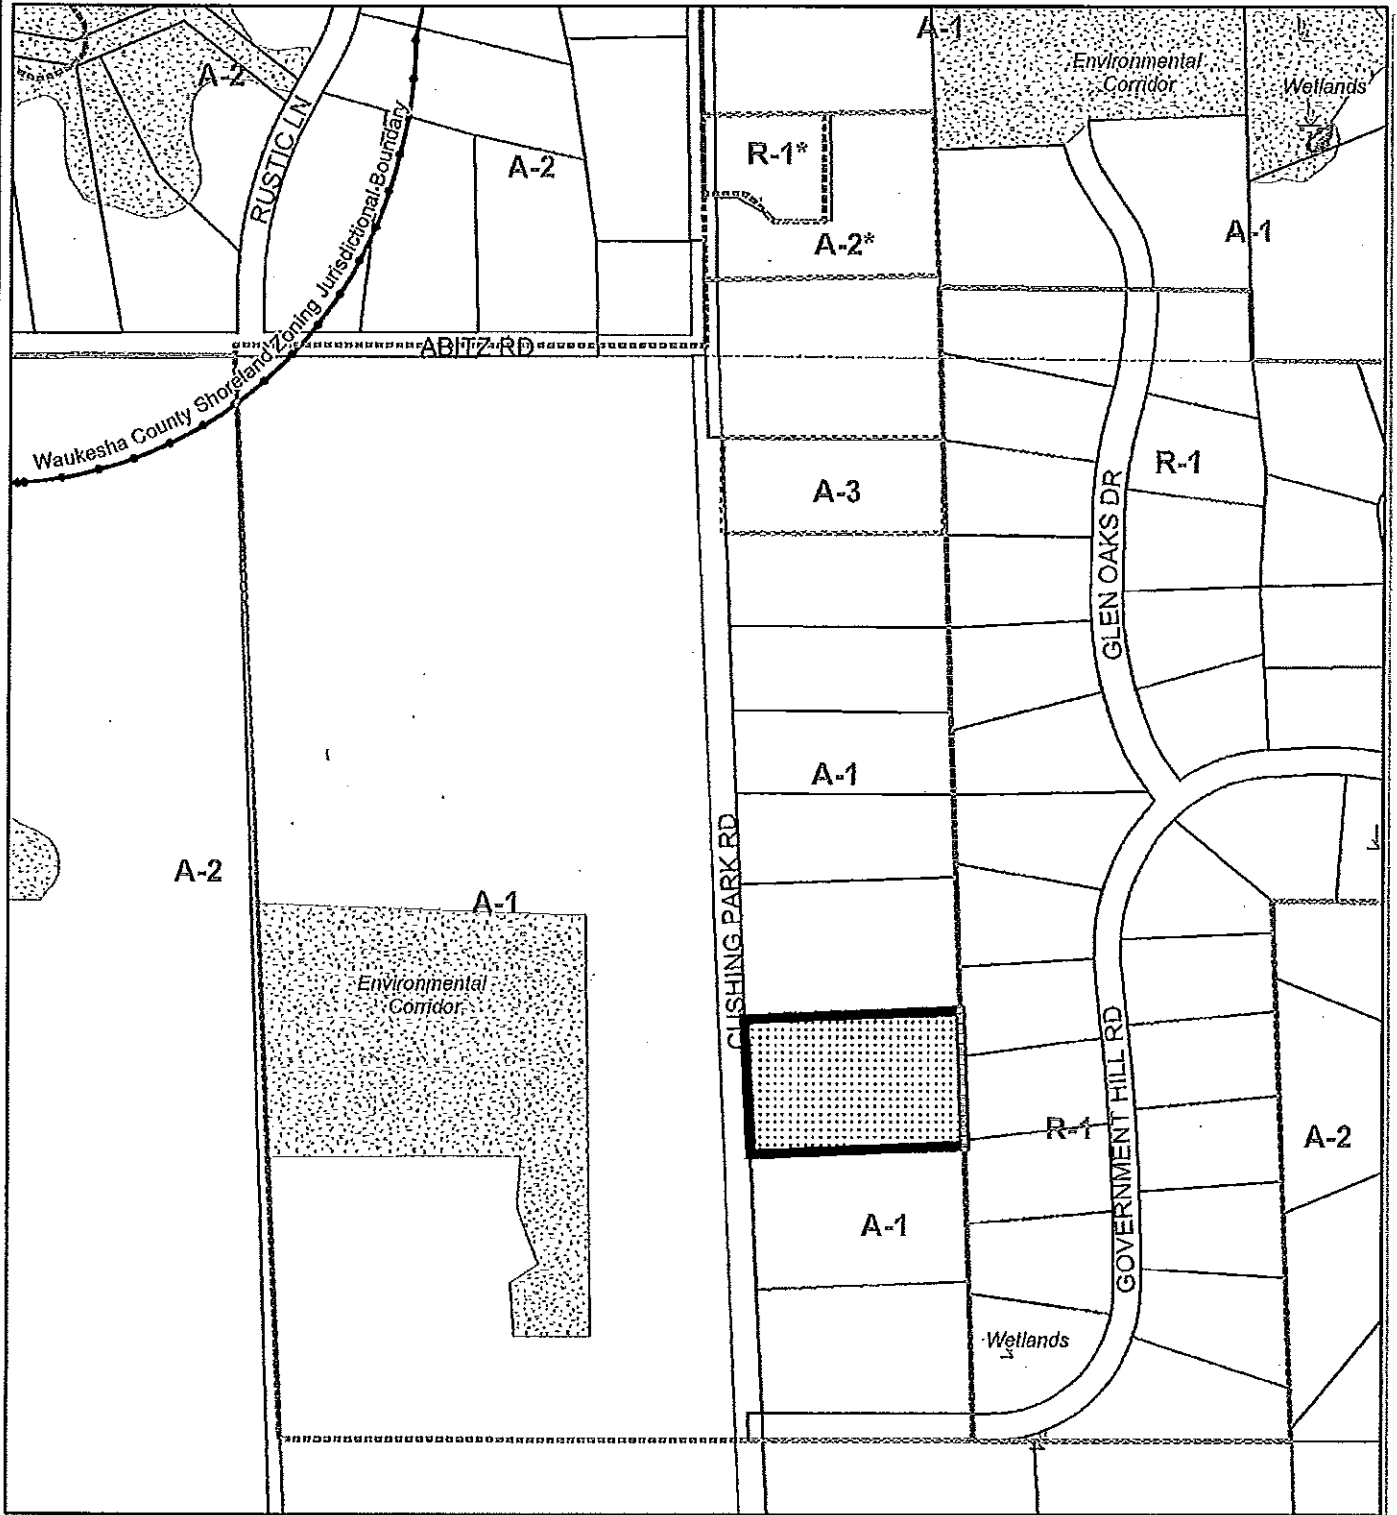 A-1
Environmental
Corridor
Wetlands
A-2
RUSTIC LN
Waukesha County Shoreland Zoning Jurisdictional Boundary
A-2
R-1*
A-2*
A-1
ABITZ RD
A-3
R-1
GLEN OAKS DR
A-1
CUSHING PARK RD
A-2
A-1
Environmental
Corridor
R-1
GOVERNMENT HILL RD
A-2
A-1
Wetlands